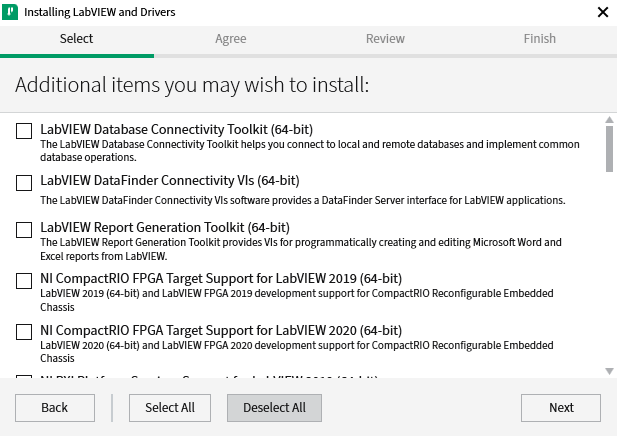 Installing LabVIEW and Drivers
Select
Agree
Review
Finish
Additional items you may wish to install:
LabVIEW Database Connectivity Toolkit (64-bit)
The LabVIEW Database Connectivity Toolkit helps you connect to local and remote databases and implement common
database operations.
LabVIEW DataFinder Connectivity VIs (64-bit)
The LabVIEW DataFinder Connectivity VIs software provides a DataFinder Server interface for LabVIEW applications.
LabVIEW Report Generation Toolkit (64-bit)
The LabVIEW Report Generation Toolkit provides VIs for programmatically creating and editing Microsoft Word and
Excel reports from LabVIEW.
NI CompactRIO FPGA Target Support for LabVIEW 2019 (64-bit)
LabVIEW 2019 (64-bit) and LabVIEW FPGA 2019 development support for CompactRIO Reconfigurable Embedded
Chassis
NI CompactRIO FPGA Target Support for LabVIEW 2020 (64-bit)
LabVIEW 2020 (64-bit) and LabVIEW FPGA 2020 development support for CompactRIO Reconfigurable Embedded
Chassis
Back
Select All
Deselect All
Next